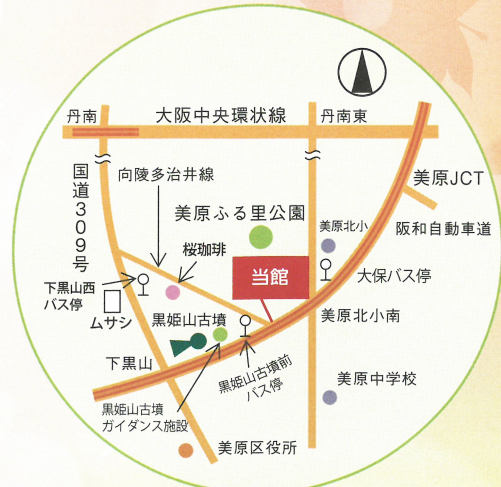 丹南
大阪中央環状線
丹南東
国道309号
向陵多治井線
美原JCT
美原ふる里公園
美原北小
阪和自動車道
桜珈琲
当館
大保バス停
下黒山西
バス停
ムサシ
黒姫山古墳
美原北小南
下黒山
黒姫山古墳前
バス停
美原中学校
黒姫山古墳
ガイダンス施設
美原区役所